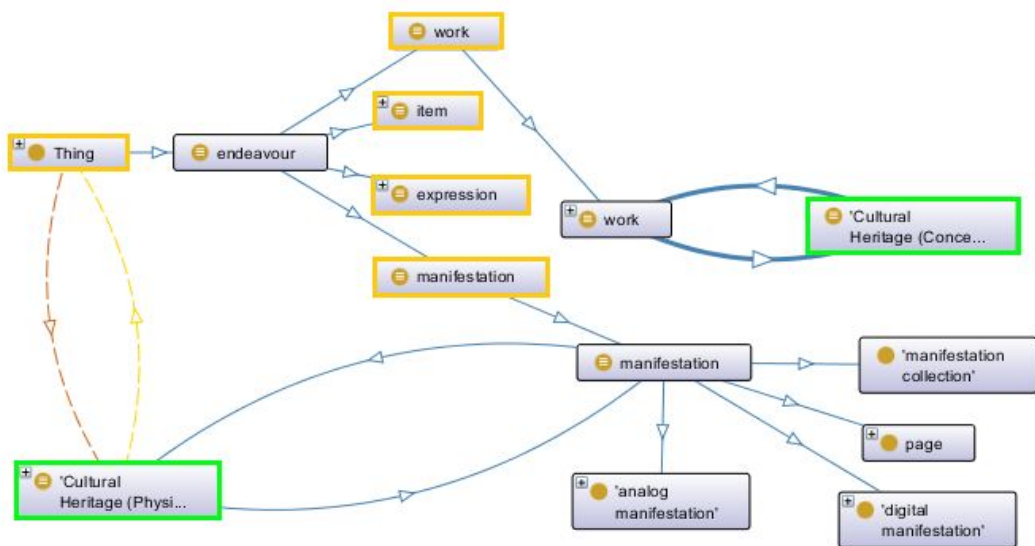 work
item
Thing
endeavour
expression
work
'Cultural
Heritage (Conce...
manifestation
manifestation
'manifestation
collection'
page
'Cultural
Heritage (Physi...
'analog
manifestation'
'digital
manifestation'